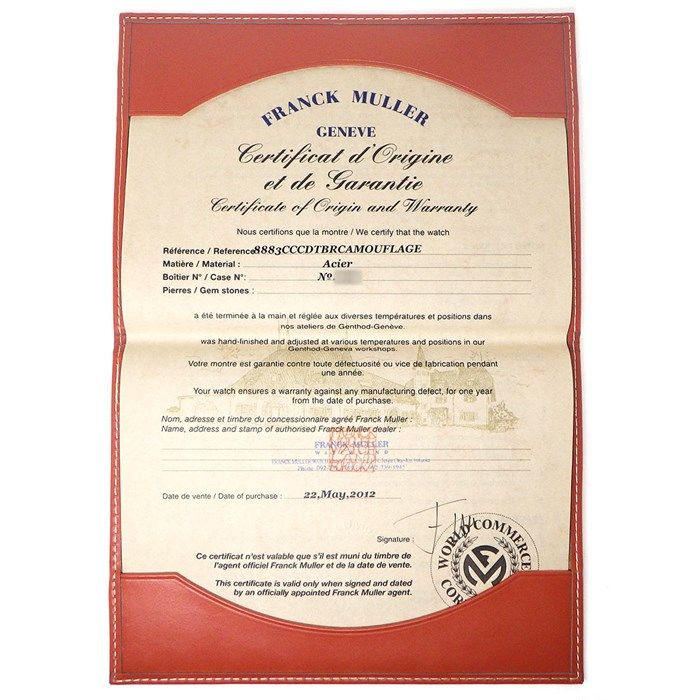 FRANCK MULLER
GENEVE
Certificat d'Origine
et de Garantie
Certificate of Origin and Warranty
Nous certifions que la montre / We certify that the watch
Référence / Reference 8883CCCDTBRCAMOUFLAGE
Matière / Material : Acier
Boîtier N° / Case N°: Nº.
Pierres / Gem stones :
a été terminée à la main et réglée aux diverses températures et positions dans
nos ateliers de Genthod-Genève.
was hand-finished and adjusted at various temperatures and positions in our
Genthod-Geneva workshops.
Votre montre est garantie contre toute défectuosité ou vice de fabrication pendant
une année.
Your watch ensures a warranty against any manufacturing defect, for one year
from the date of purchase.
Nom, adresse et timbre du concessionnaire agréé Franck Muller :
Name, address and stamp of authorised Franck Muller dealer :
FRANCK MULLER
FRANCK MULLER
Phone 092-739-1945
Date de vente / Date of purchase : 22,May,2012
Signature :
WORLD COMMERCE
COR
Ce certificat n'est valable que s'il est muni du timbre de
l'agent officiel Franck Muller et de la date de vente.
This certificate is valid only when signed and dated
by an officially appointed Franck Muller agent.